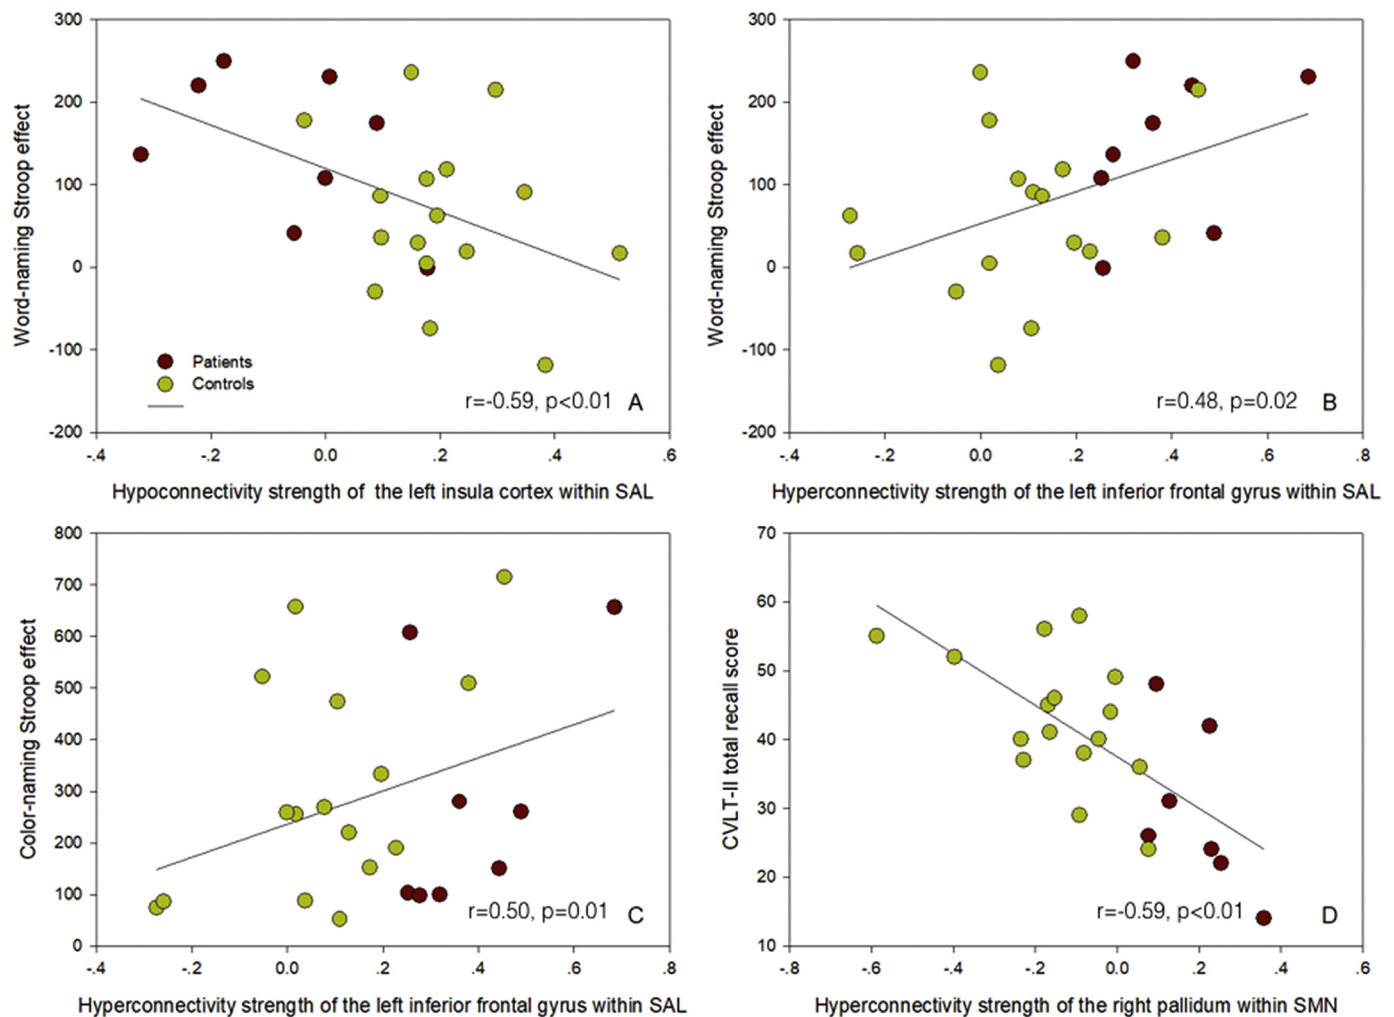 300
200
100
0
-100
-200
Word-naming Stroop effect
Patients
Controls
r=-0.59, p<0.01 A
-.4 -.2 0.0 .2 .4 .6
Hypoconnectivity strength of the left insula cortex within SAL
300
200
100
0
-100
-200
Word-naming Stroop effect
r=0.48, p=0.02 B
-.4 -.2 0.0 .2 .4 .6 .8
Hyperconnectivity strength of the left inferior frontal gyrus within SAL
800
700
600
500
400
300
200
100
0
Color-naming Stroop effect
r=0.50, p=0.01 C
-.4 -.2 0.0 .2 .4 .6 .8
Hyperconnectivity strength of the left inferior frontal gyrus within SAL
70
60
50
40
30
20
10
CVLT-II total recall score
r=-0.59, p<0.01 D
-.8 -.6 -.4 -.2 0.0 .2 .4 .6
Hyperconnectivity strength of the right pallidum within SMN